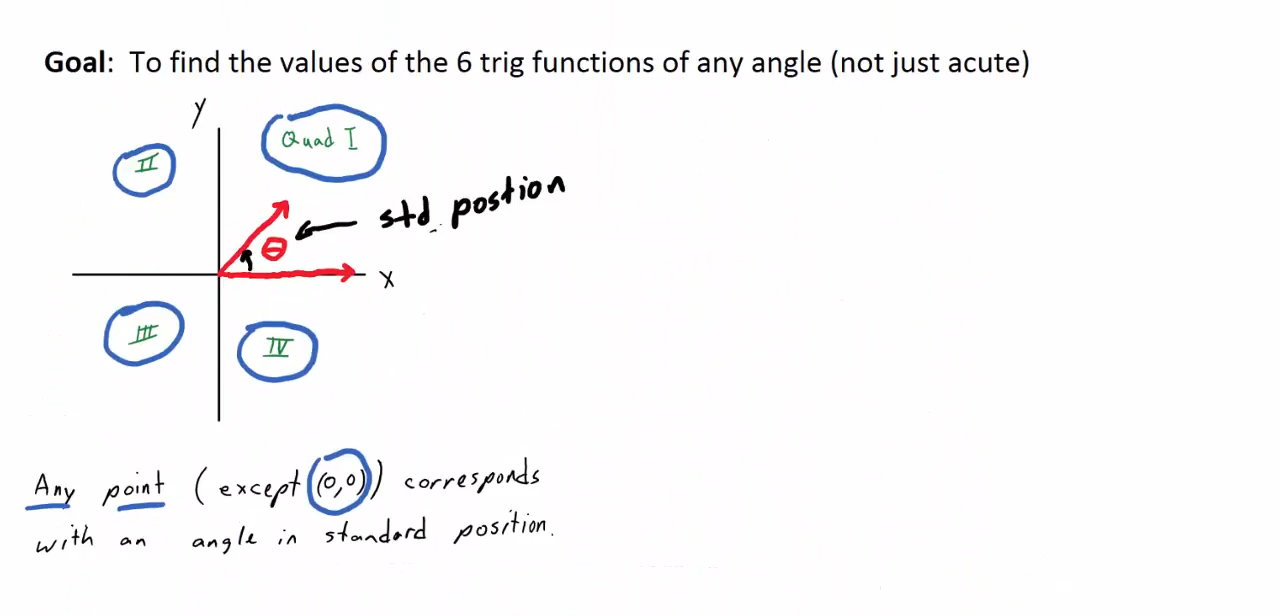 Goal: To find the values of the 6 trig functions of any angle (not just acute)
y
Quad I
II
std. postion
θ
x
III
IV
Any point (except (0,0)) corresponds
with an angle in standard position.